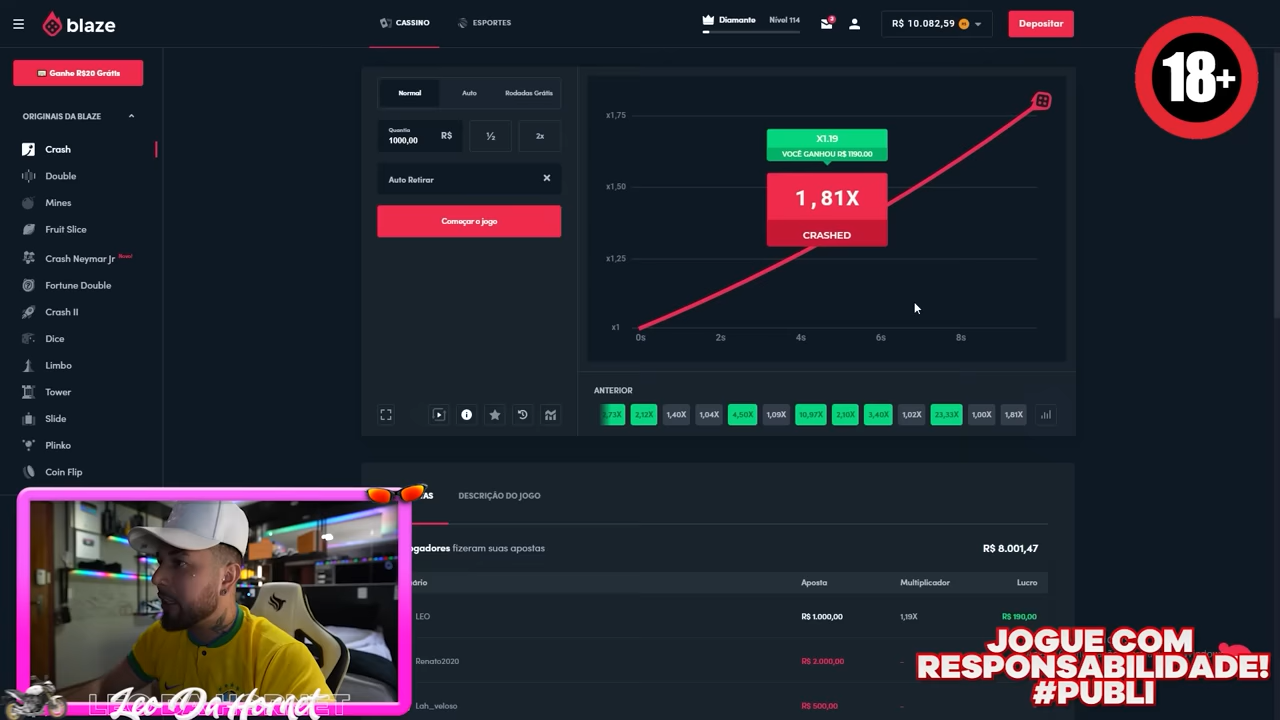 blaze
CASSINO
ESPORTES
Diamante Nível 114
3
R$ 10.082,59
Depositar
18+
Ganhe R$20 Grátis
ORIGINAIS DA BLAZE
Crash
Double
Mines
Fruit Slice
Crash Neymar Jr Novo!
Fortune Double
Crash II
Dice
Limbo
Tower
Slide
Plinko
Coin Flip
Normal
Auto
Rodadas Grátis
Quantia
1000,00
R$
½
2x
Auto Retirar
Começar o jogo
x1,75
x1,50
x1,25
x1
0s
2s
4s
6s
8s
X1.19
VOCÊ GANHOU R$ 1190.00
1,81X
CRASHED
ANTERIOR
2,12X
1,40X
1,04X
4,50X
1,09X
10,97X
2,10X
3,40X
1,02X
23,33X
1,00X
1,81X
DESCRIÇÃO DO JOGO
fizeram suas apostas
R$ 8.001,47
Aposta
Multiplicador
Lucro
LEO
R$ 1.000,00
1,19X
R$ 190,00
Renato2020
R$ 2.000,00
-
Lah_veloso
R$ 500,00
-
JOGUE COM
RESPONSABILIDADE!
#PUBLI
Leo Da Hornet